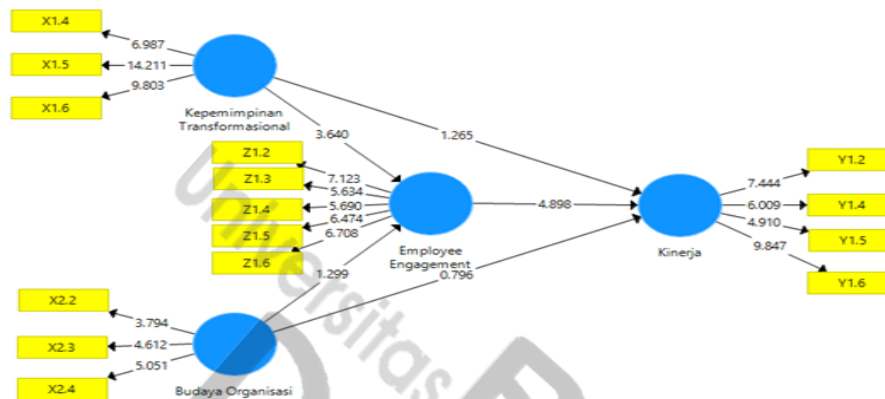 X1.4
6.987
X1.5
14.211
X1.6
9.803
Kepemimpinan
Transformasional
3.640
1.265
Z1.2
7.123
Z1.3
5.634
Z1.4
5.690
Z1.5
6.474
Z1.6
6.708
Employee
Engagement
4.898
Y1.2
7.444
Y1.4
6.009
Y1.5
4.910
Y1.6
9.847
Kinerja
1.299
0.796
X2.2
3.794
X2.3
4.612
X2.4
5.051
Budaya Organisasi
Universitas